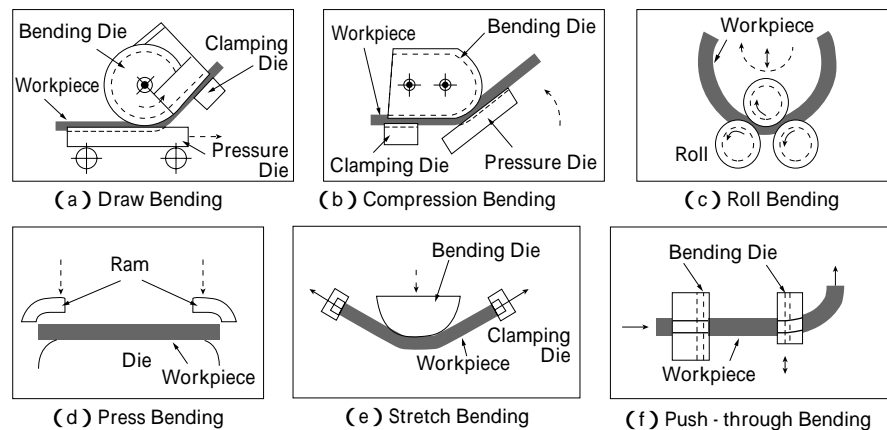 Bending Die
Clamping
Die
Workpiece
Pressure
Die
(a) Draw Bending
Workpiece
Bending Die
Clamping Die
Pressure Die
(b) Compression Bending
Workpiece
Roll
(c) Roll Bending
Ram
Die
Workpiece
(d) Press Bending
Bending Die
Clamping
Die
Workpiece
(e) Stretch Bending
Bending Die
Workpiece
(f) Push - through Bending